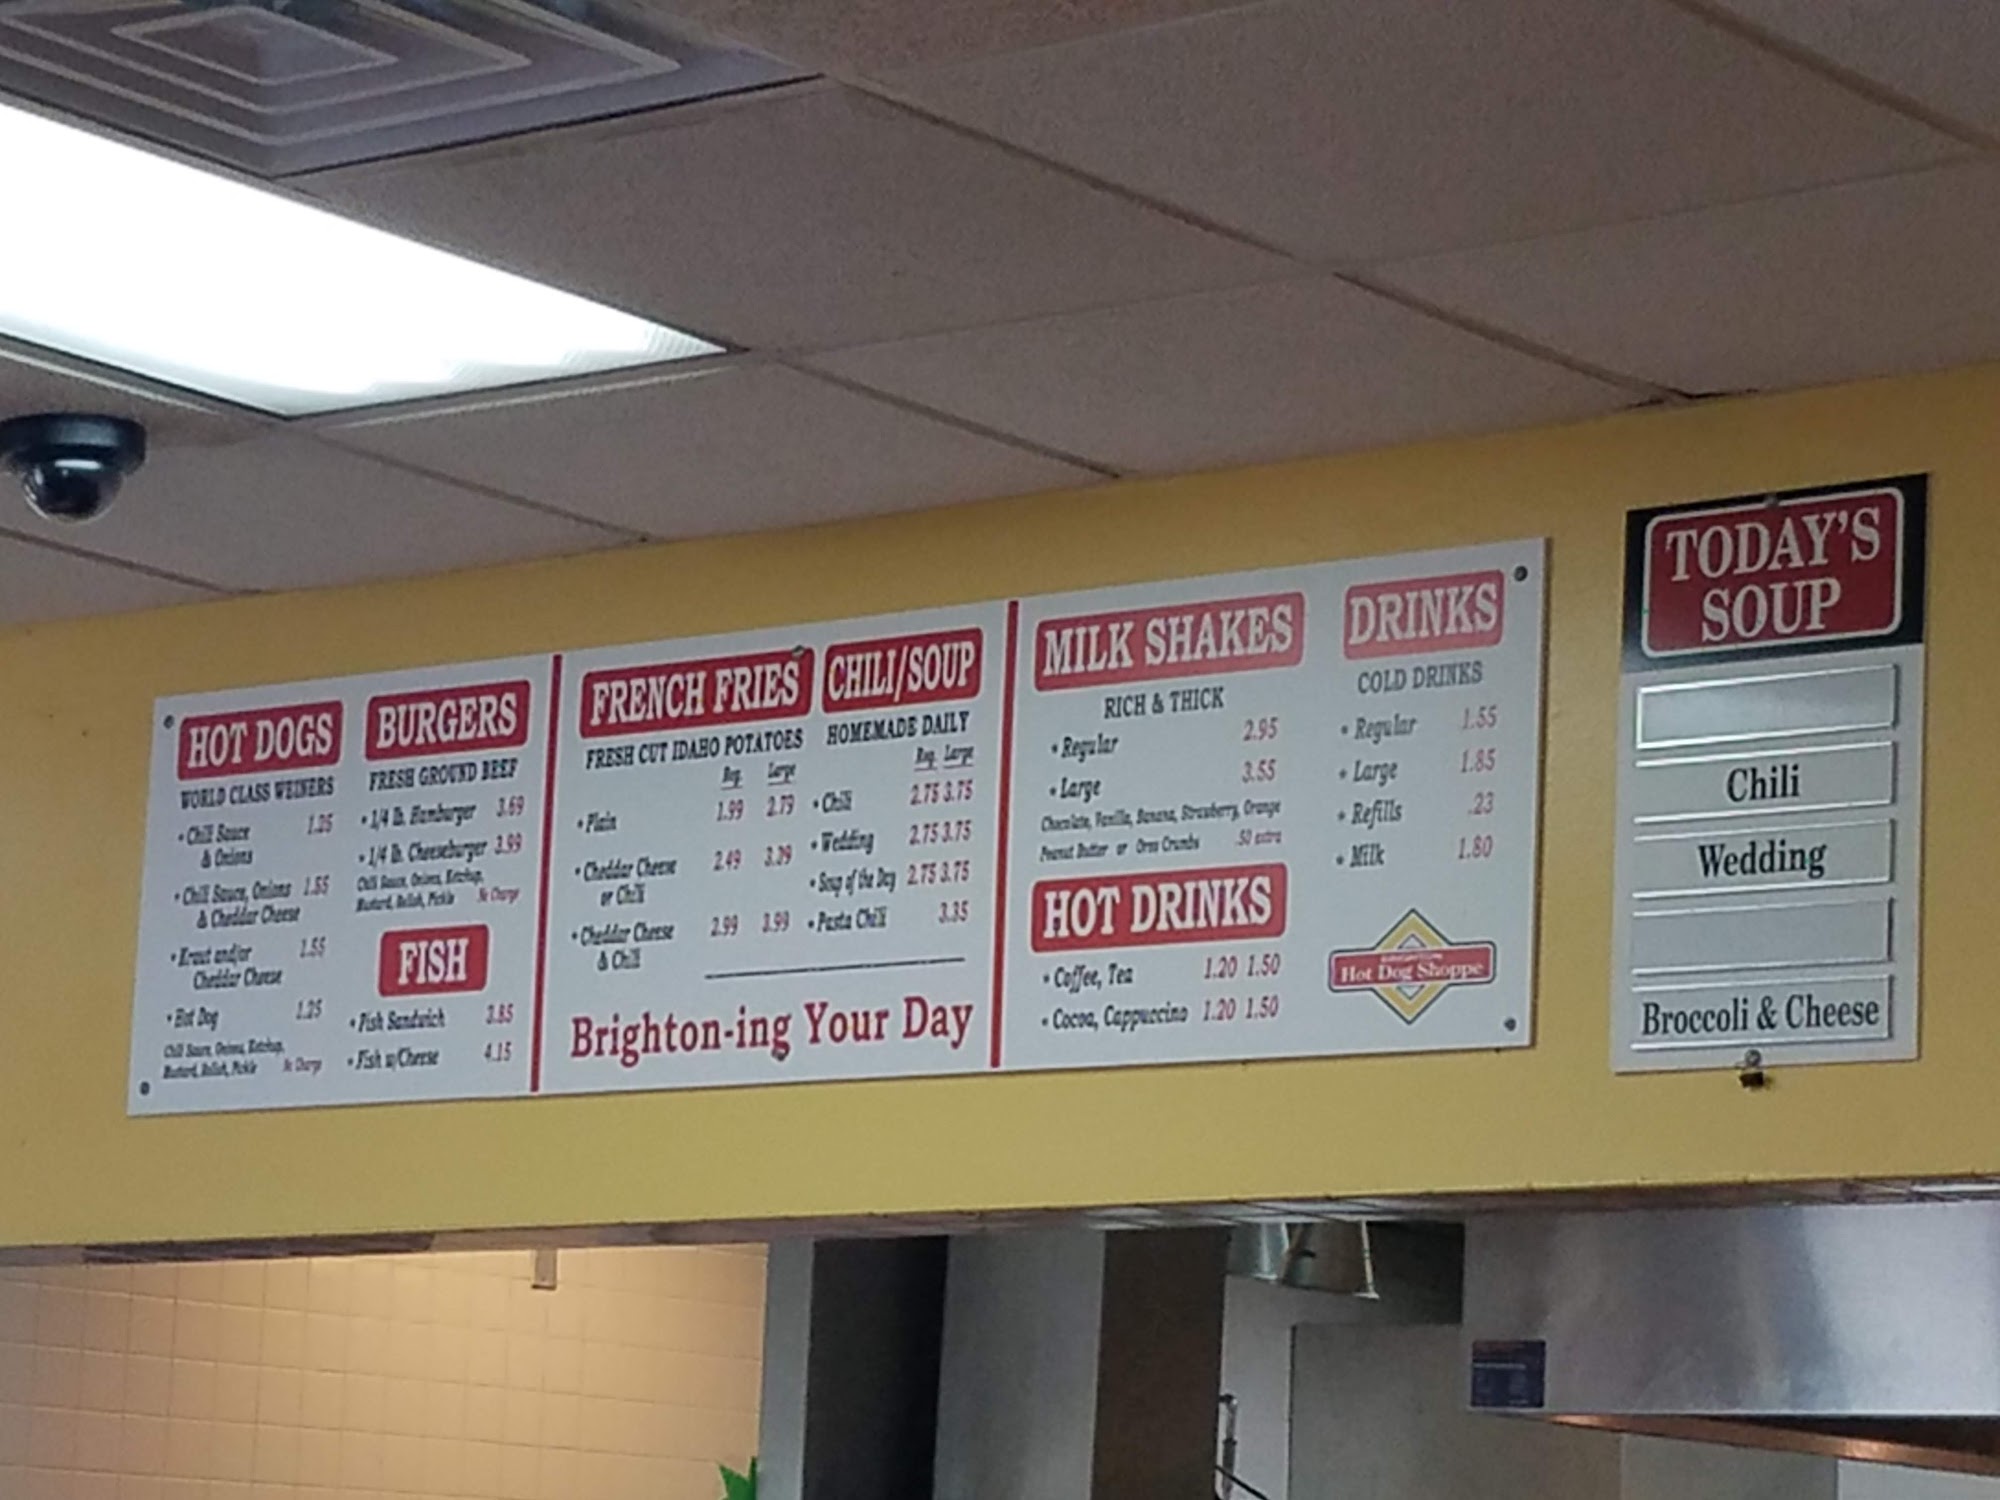 HOT DOGS
WORLD CLASS WEINERS
• Chili Sauce 1.25
& Onions
• Chili Sauce, Onions 1.55
& Cheddar Cheese
• Kraut and/or 1.55
Cheddar Cheese
• Hot Dog 1.25
Chili Sauce, Onions, Ketchup,
Mustard, Relish, Pickle No Charge
BURGERS
FRESH GROUND BEEF
• 1/4 lb. Hamburger 3.69
• 1/4 lb. Cheeseburger 3.99
Chili Sauce, Onions, Ketchup,
Mustard, Relish, Pickle No Charge
FISH
• Fish Sandwich 3.85
• Fish w/Cheese 4.15
FRENCH FRIES
FRESH CUT IDAHO POTATOES
Reg. Large
• Plain 1.99 2.79
• Cheddar Cheese 2.49 3.39
or Chili
• Cheddar Cheese 2.99 3.99
& Chili
CHILI/SOUP
HOMEMADE DAILY
Reg. Large
• Chili 2.75 3.75
• Wedding 2.75 3.75
• Soup of the Day 2.75 3.75
• Pasta Chili 3.35
Brighton-ing Your Day
MILK SHAKES
RICH & THICK
• Regular 2.95
• Large 3.55
Chocolate, Vanilla, Banana, Strawberry, Orange
Peanut Butter or Oreo Crumbs .50 extra
HOT DRINKS
• Coffee, Tea 1.20 1.50
• Cocoa, Cappuccino 1.20 1.50
DRINKS
COLD DRINKS
• Regular 1.55
• Large 1.85
• Refills .23
• Milk 1.80
Hot Dog Shoppe
TODAY'S
SOUP
Chili
Wedding
Broccoli & Cheese